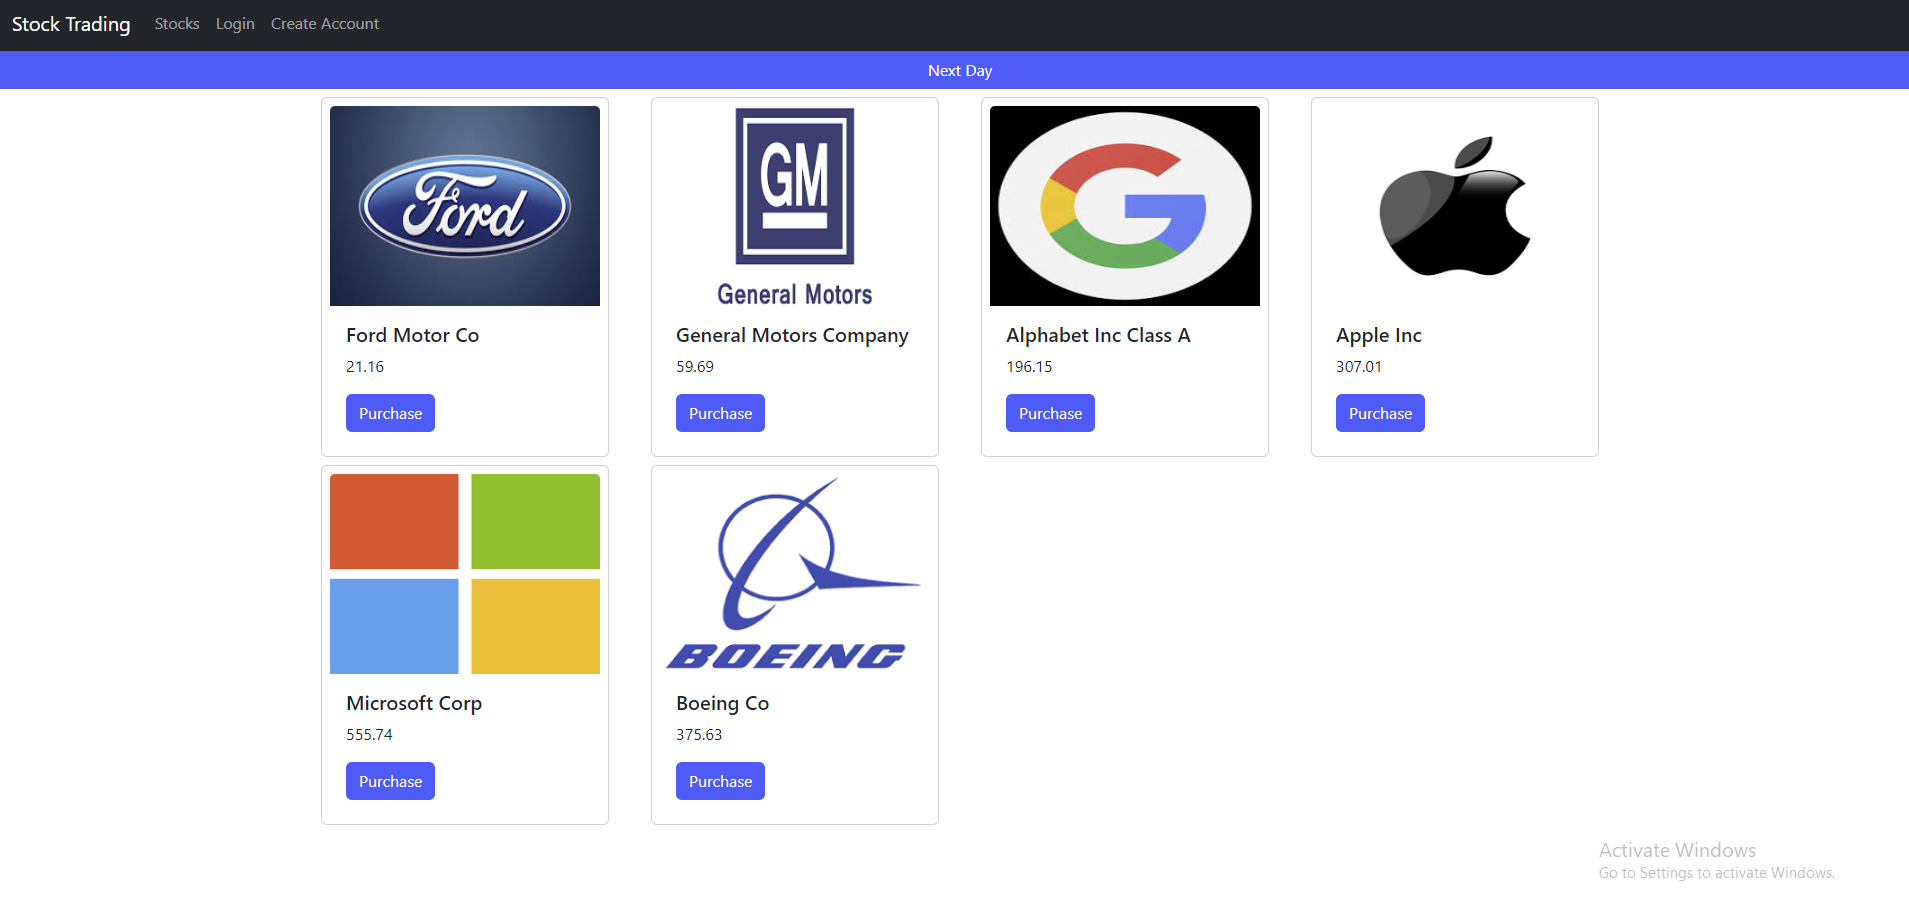 Stock Trading Stocks Login Create Account
Next Day
Ford
GM
General Motors
Ford Motor Co
21.16
Purchase
General Motors Company
59.69
Purchase
Alphabet Inc Class A
196.15
Purchase
Apple Inc
307.01
Purchase
BOEING
Microsoft Corp
555.74
Purchase
Boeing Co
375.63
Purchase
Activate Windows
Go to Settings to activate Windows.